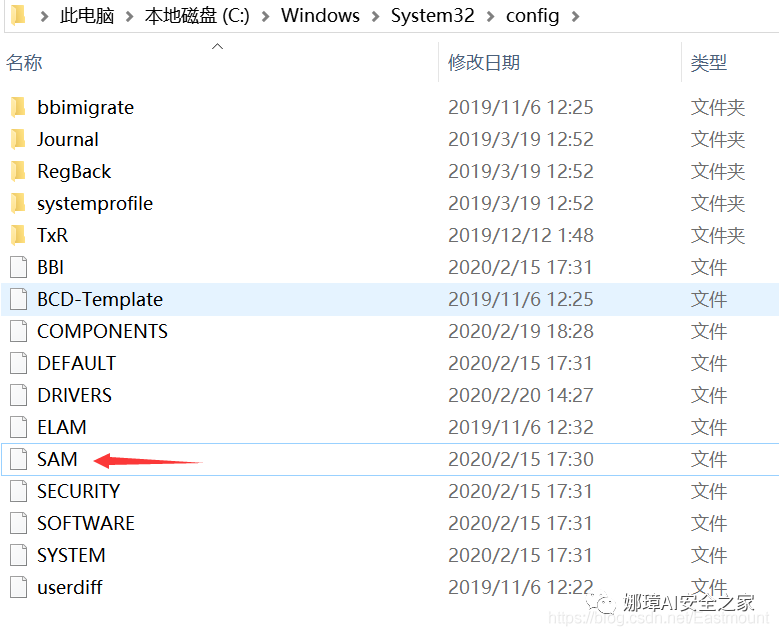 此电脑 > 本地磁盘 (C:) > Windows > System32 > config >
名称 修改日期 类型
bbimigrate 2019/11/6 12:25 文件夹
Journal 2019/3/19 12:52 文件夹
RegBack 2019/3/19 12:52 文件夹
systemprofile 2019/3/19 12:52 文件夹
TxR 2019/12/12 1:48 文件夹
BBI 2020/2/15 17:31 文件
BCD-Template 2019/11/6 12:25 文件
COMPONENTS 2020/2/19 18:28 文件
DEFAULT 2020/2/15 17:31 文件
DRIVERS 2020/2/20 14:27 文件
ELAM 2019/11/6 12:32 文件
SAM 2020/2/15 17:30 文件
SECURITY 2020/2/15 17:31 文件
SOFTWARE 2020/2/15 17:31 文件
SYSTEM 2020/2/15 17:31 文件
userdiff 2019/11/6 12:22 文件
娜璋AI安全之家
https://blog.csdn.net/Eastmount